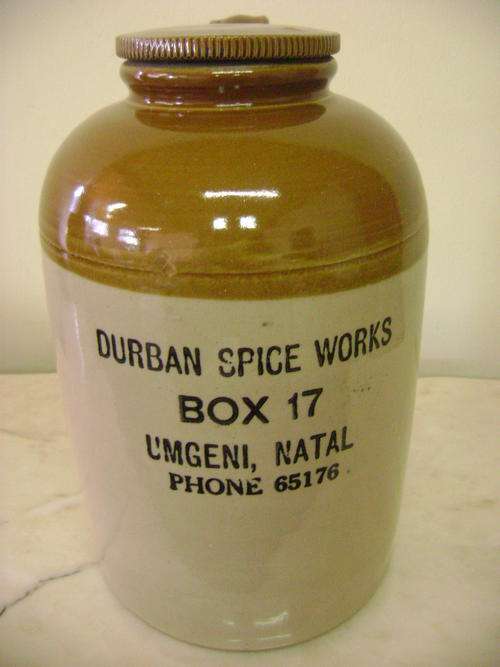 DURBAN SPICE WORKS
BOX 17
UMGENI, NATAL
PHONE 65176